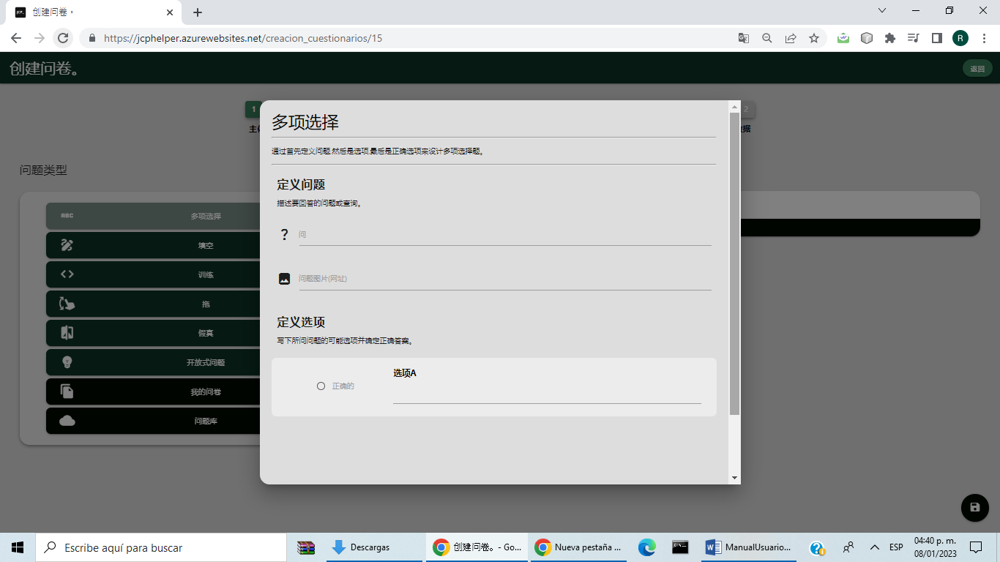 创建问卷。
https://jcphelper.azurewebsites.net/creacion_cuestionarios/15
R
创建问卷。
返回
1
2
问题类型
ABC 多项选择
填空
训练
拖
假真
开放式问题
我的问卷
问题库
多项选择
通过首先定义问题,然后是选项,最后是正确选项来设计多项选择题。
定义问题
描述要回答的问题或查询。
? 问
问题图片(网址)
定义选项
写下所问问题的可能选项并确定正确答案。
选项A
正确的
Escribe aquí para buscar
Descargas
创建问卷。 - Go...
Nueva pestaña ...
ManualUsuario...
ESP
04:40 p. m.
08/01/2023